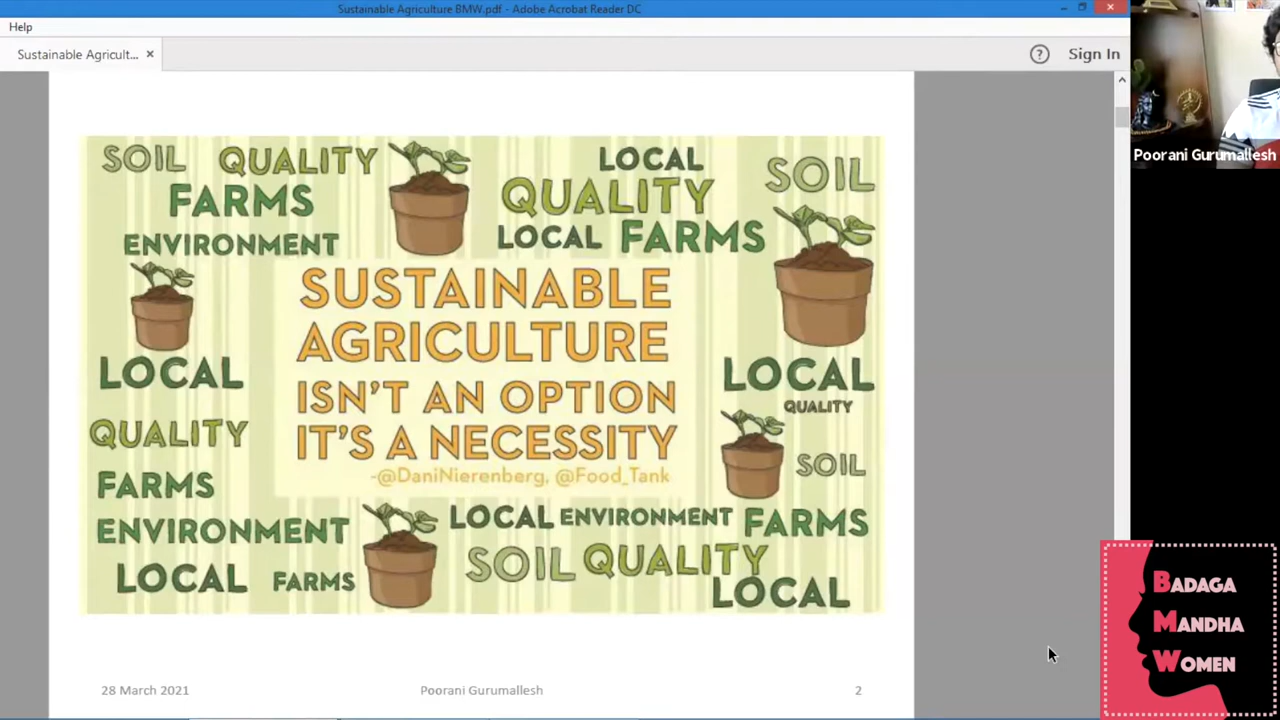 Sustainable Agriculture BMW.pdf - Adobe Acrobat Reader DC
Help
Sustainable Agricult...
Sign In
Poorani Gurumallesh
SOIL
QUALITY
FARMS
ENVIRONMENT
LOCAL
QUALITY
LOCAL
FARMS
SOIL
SUSTAINABLE
AGRICULTURE
ISN'T AN OPTION
IT'S A NECESSITY
-@DaniNierenberg, @Food_Tank
LOCAL
QUALITY
FARMS
ENVIRONMENT
LOCAL
FARMS
LOCAL
QUALITY
SOIL
LOCAL
ENVIRONMENT
FARMS
SOIL
QUALITY
LOCAL
28 March 2021
Poorani Gurumallesh
2
BADAGA
MANDHA
WOMEN